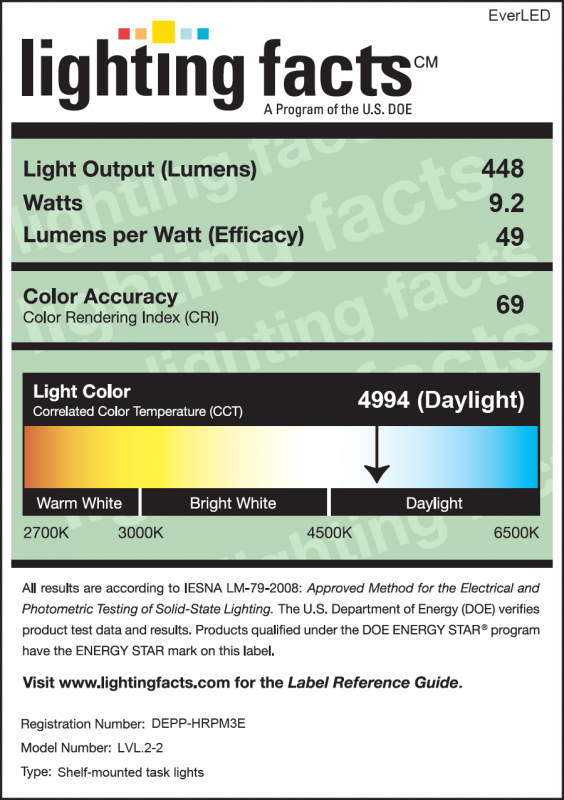 EverLED
lighting facts CM
A Program of the U.S. DOE
Light Output (Lumens) 448
Watts 9.2
Lumens per Watt (Efficacy) 49
Color Accuracy
Color Rendering Index (CRI) 69
Light Color
Correlated Color Temperature (CCT) 4994 (Daylight)
Warm White Bright White Daylight
2700K 3000K 4500K 6500K
All results are according to IESNA LM-79-2008: Approved Method for the Electrical and
Photometric Testing of Solid-State Lighting. The U.S. Department of Energy (DOE) verifies
product test data and results. Products qualified under the DOE ENERGY STAR® program
have the ENERGY STAR mark on this label.
Visit www.lightingfacts.com for the Label Reference Guide.
Registration Number: DEPP-HRPM3E
Model Number: LVL.2-2
Type: Shelf-mounted task lights